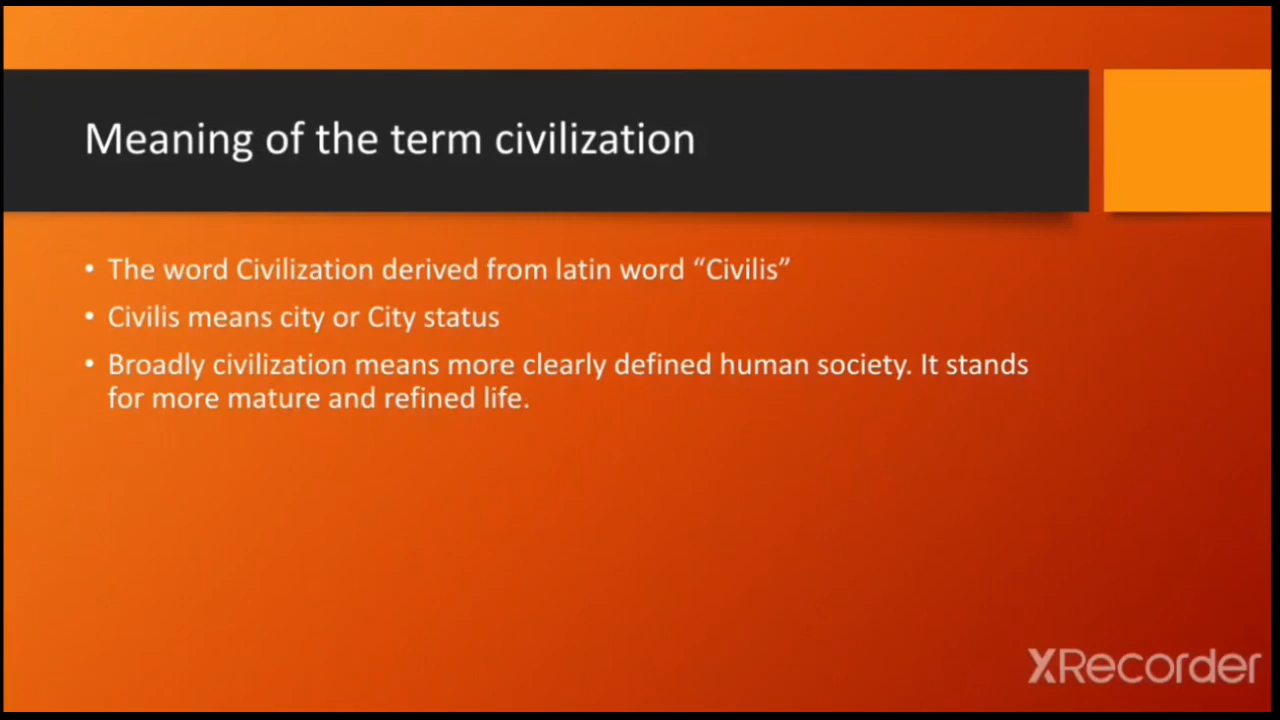 Meaning of the term civilization
• The word Civilization derived from latin word “Civilis”
• Civilis means city or City status
• Broadly civilization means more clearly defined human society. It stands
for more mature and refined life.
XRecorder